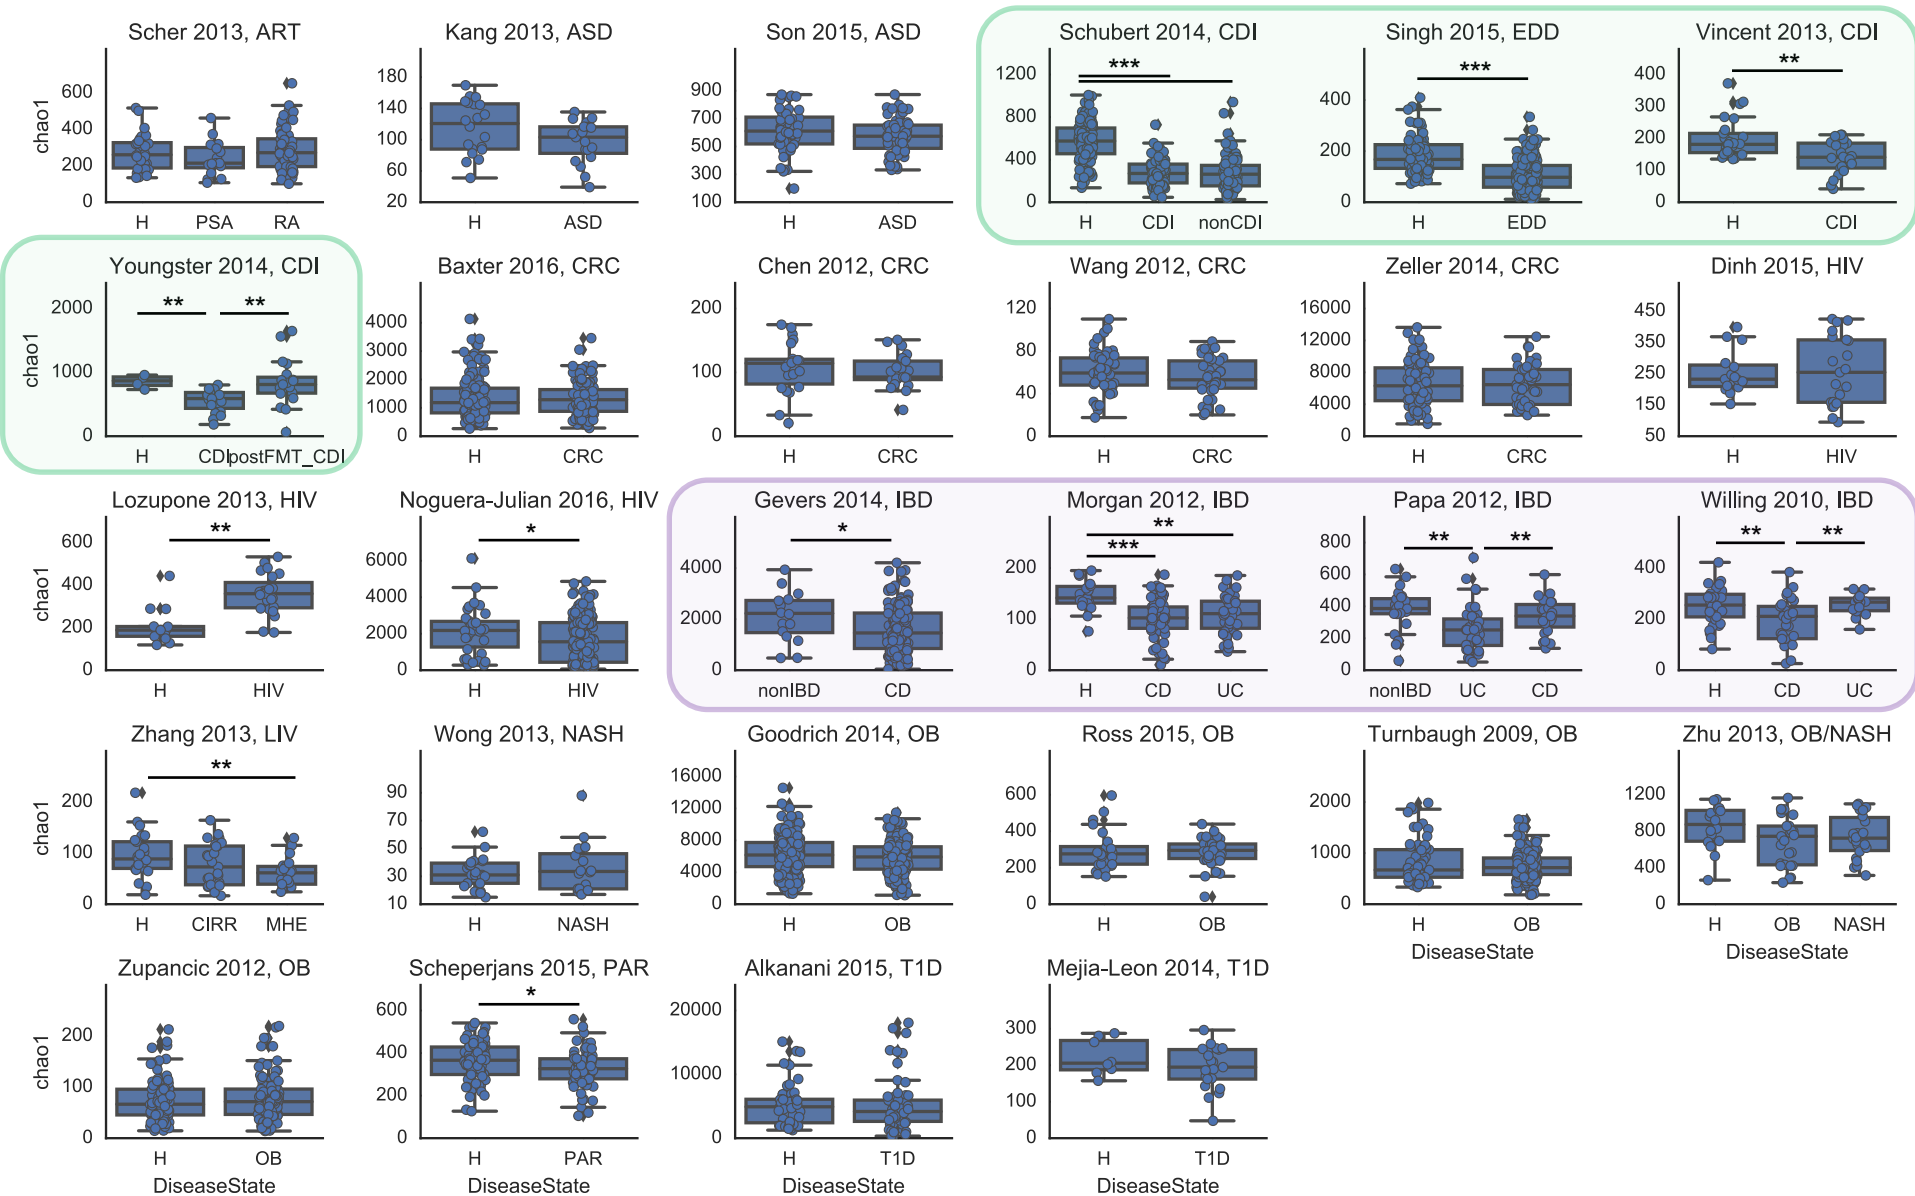 Scher 2013, ART
chao1
600
400
200
0
H PSA RA
Kang 2013, ASD
180
140
100
60
20
H ASD
Son 2015, ASD
900
700
500
300
100
H ASD
Schubert 2014, CDI
1200
800
400
0
***
H CDI nonCDI
Singh 2015, EDD
400
200
0
***
H EDD
Vincent 2013, CDI
400
300
200
100
0
**
H CDI
Youngster 2014, CDI
chao1
2000
1000
0
** **
H CDI postFMT_CDI
Baxter 2016, CRC
4000
3000
2000
1000
0
H CRC
Chen 2012, CRC
200
100
0
H CRC
Wang 2012, CRC
120
80
40
0
H CRC
Zeller 2014, CRC
16000
12000
8000
4000
0
H CRC
Dinh 2015, HIV
450
350
250
150
50
H HIV
Lozupone 2013, HIV
chao1
600
400
200
0
**
H HIV
Noguera-Julian 2016, HIV
6000
4000
2000
0
*
H HIV
Gevers 2014, IBD
4000
2000
0
*
nonIBD CD
Morgan 2012, IBD
200
100
0
**
***
H CD UC
Papa 2012, IBD
800
600
400
200
0
** **
nonIBD UC CD
Willing 2010, IBD
400
200
0
** **
H CD UC
Zhang 2013, LIV
chao1
200
100
0
**
H CIRR MHE
Wong 2013, NASH
90
70
50
30
10
H NASH
Goodrich 2014, OB
16000
12000
8000
4000
0
H OB
Ross 2015, OB
600
400
200
0
H OB
Turnbaugh 2009, OB
2000
1000
0
H OB
DiseaseState
Zhu 2013, OB/NASH
1200
800
400
0
H OB NASH
DiseaseState
Zupancic 2012, OB
chao1
200
100
0
H OB
DiseaseState
Scheperjans 2015, PAR
600
400
200
0
*
H PAR
DiseaseState
Alkanani 2015, T1D
20000
10000
0
H T1D
DiseaseState
Mejia-Leon 2014, T1D
300
200
100
0
H T1D
DiseaseState